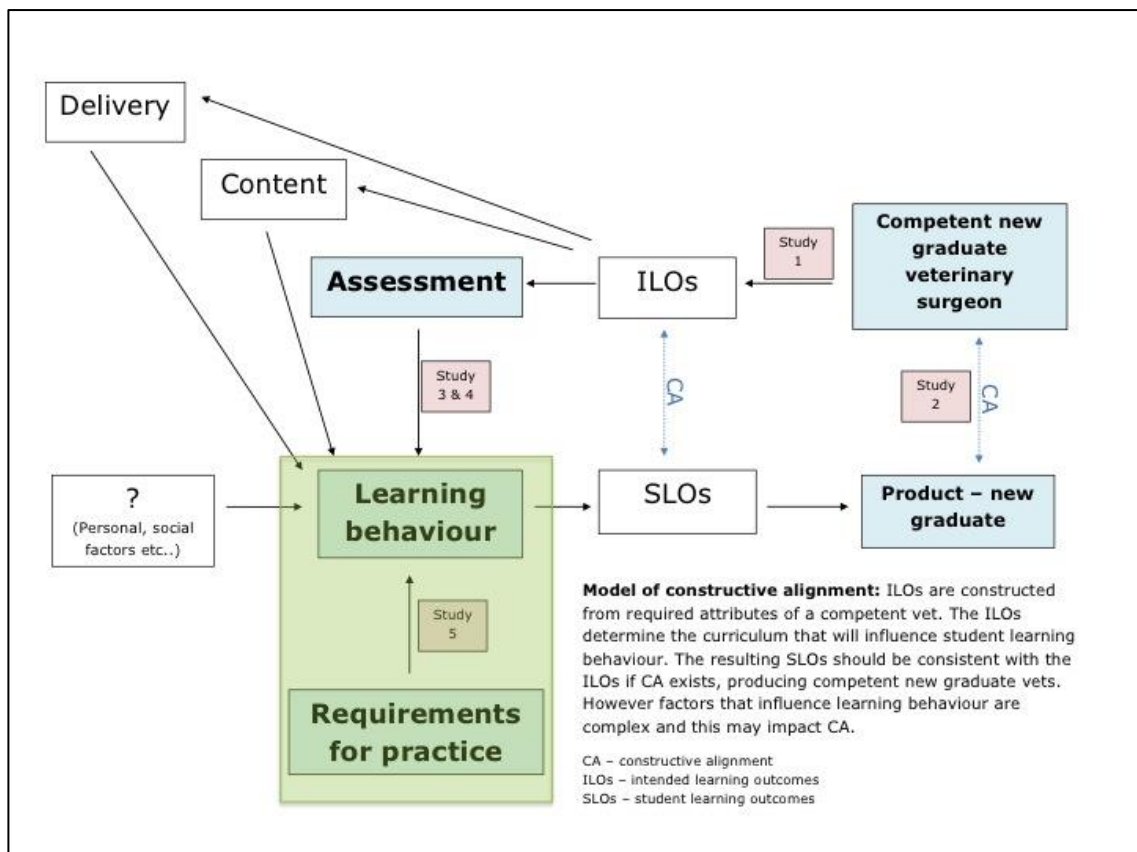 Delivery
Content
Assessment
ILOs
Study
1
Competent new
graduate
veterinary
surgeon
Study
3 & 4
CA
Study
2
CA
?
(Personal, social
factors etc..)
Learning
behaviour
SLOs
Product – new
graduate
Study
5
Requirements
for practice
Model of constructive alignment: ILOs are constructed
from required attributes of a competent vet. The ILOs
determine the curriculum that will influence student learning
behaviour. The resulting SLOs should be consistent with the
ILOs if CA exists, producing competent new graduate vets.
However factors that influence learning behaviour are
complex and this may impact CA.
CA – constructive alignment
ILOs – intended learning outcomes
SLOs – student learning outcomes